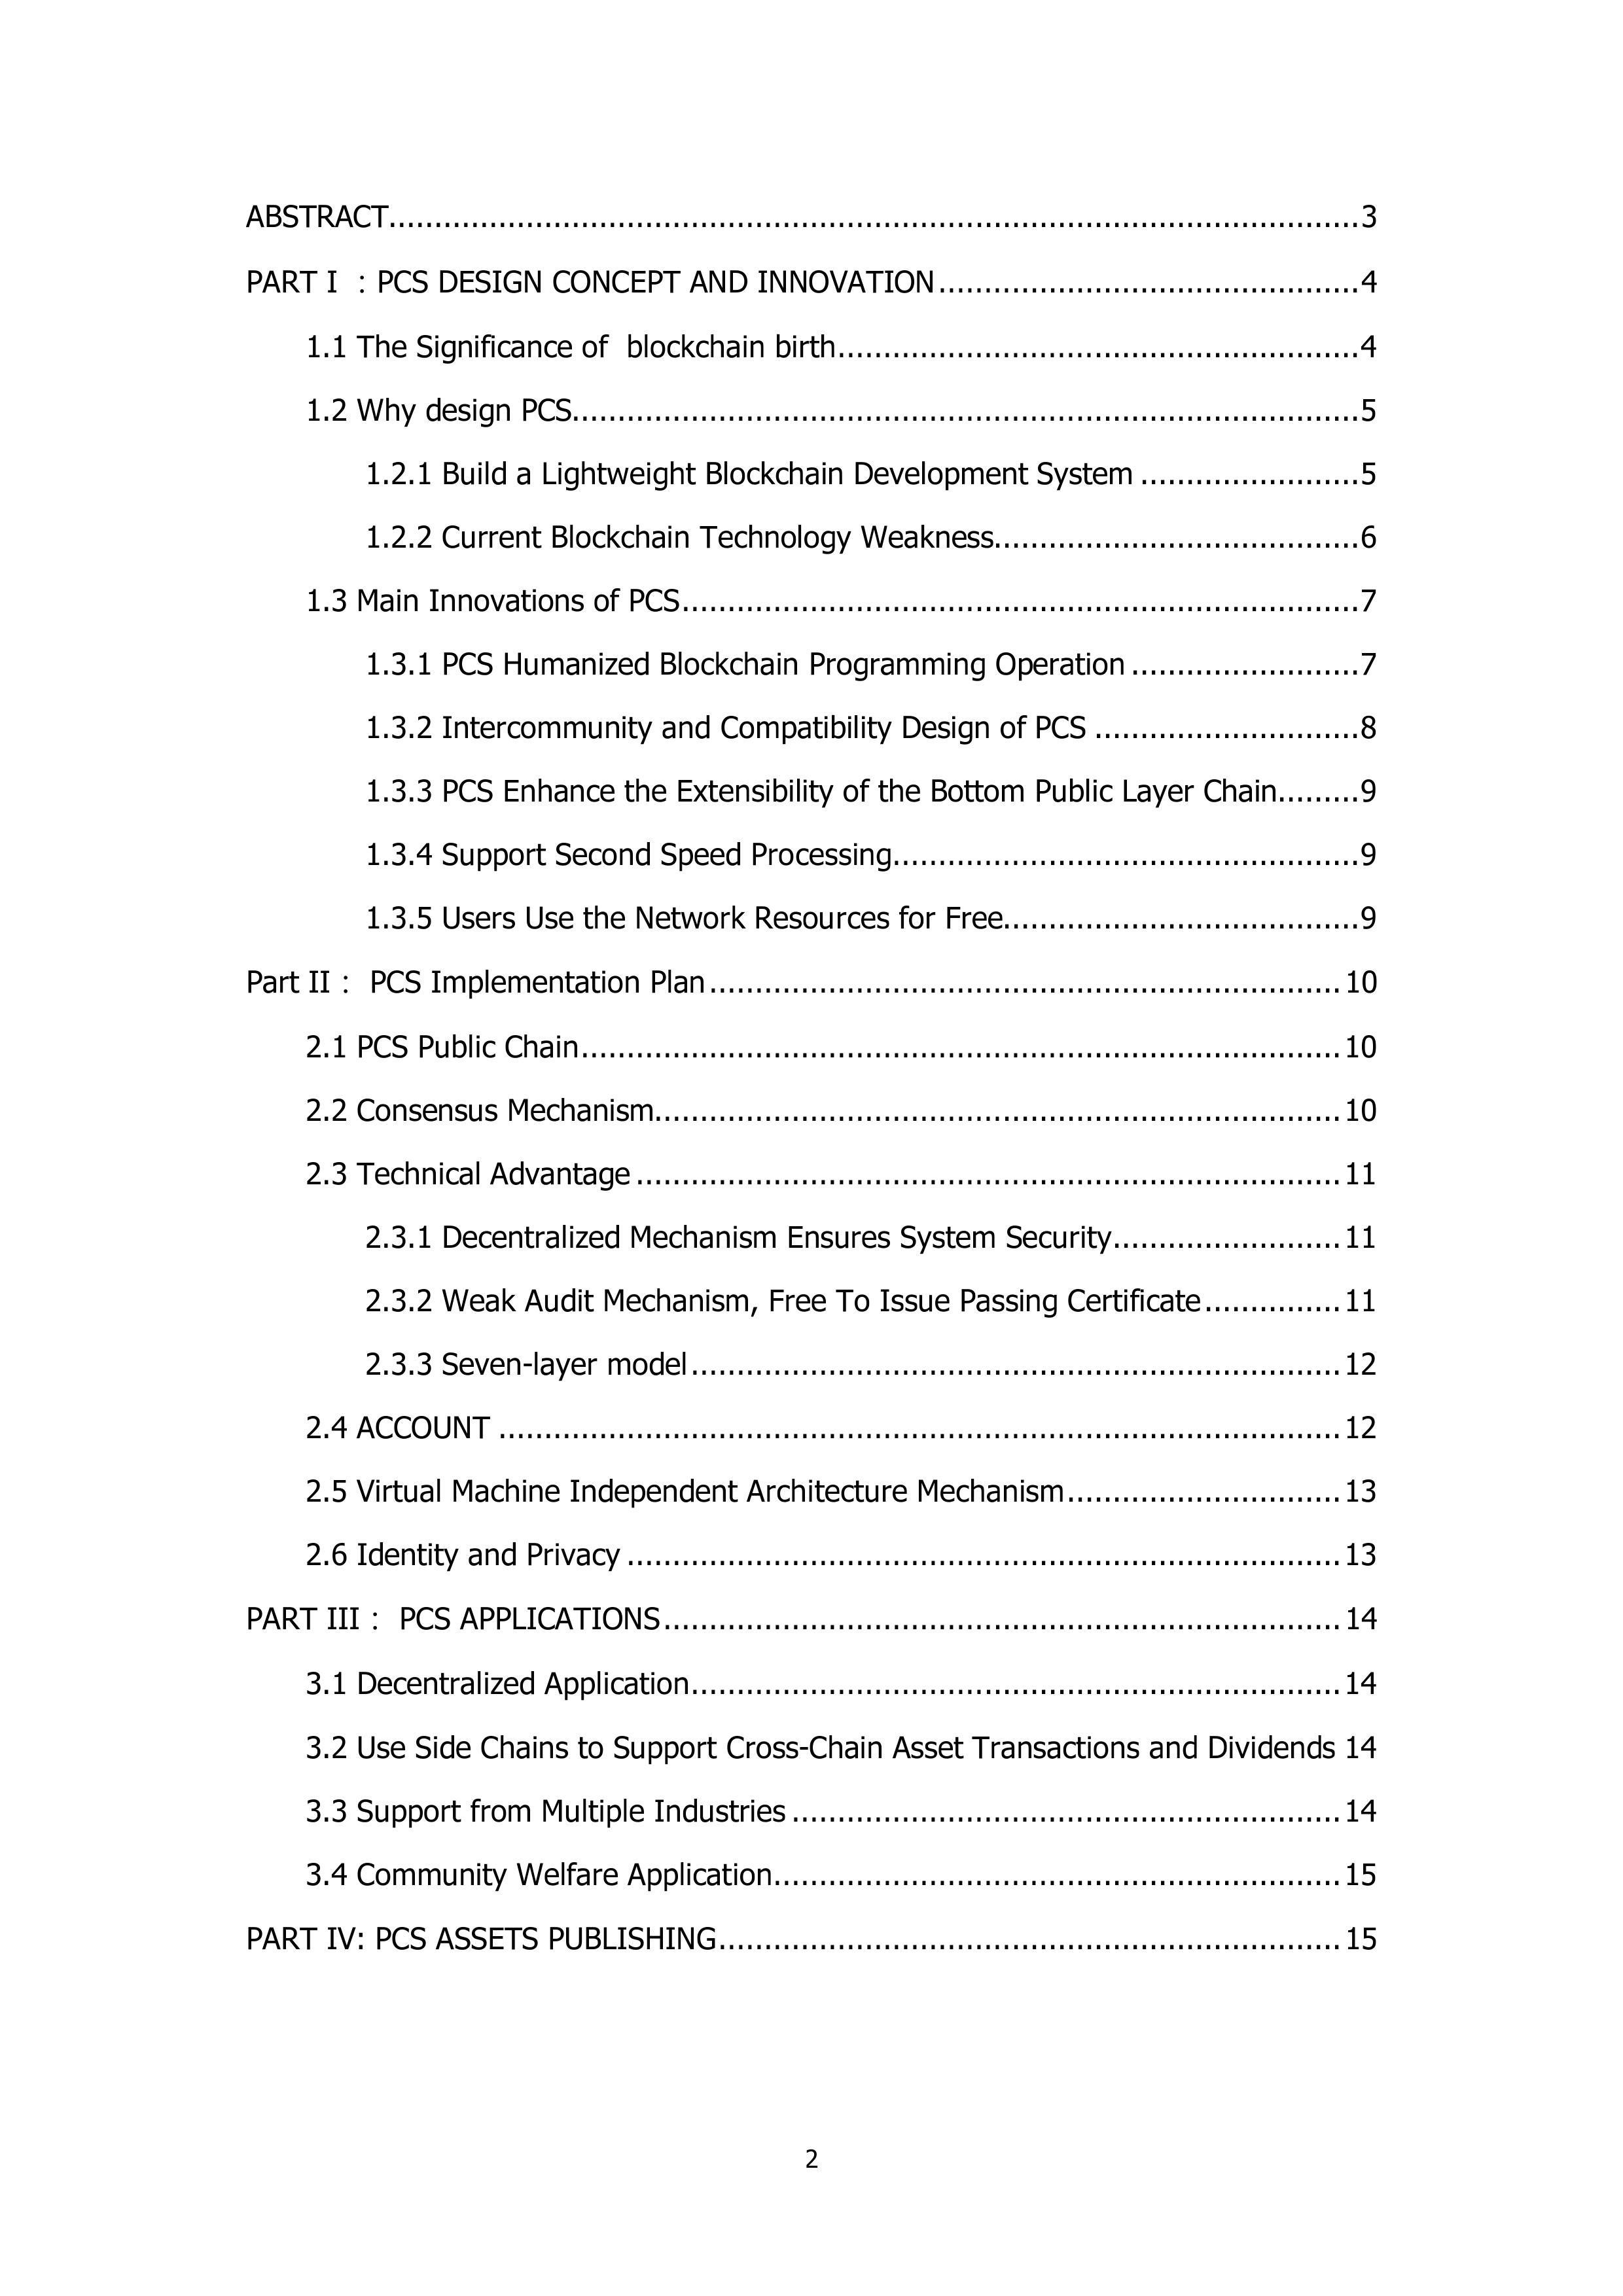 ABSTRACT........................................................................................................3
PART I : PCS DESIGN CONCEPT AND INNOVATION.............................................4
1.1 The Significance of blockchain birth........................................................4
1.2 Why design PCS.....................................................................................5
1.2.1 Build a Lightweight Blockchain Development System ........................5
1.2.2 Current Blockchain Technology Weakness.......................................6
1.3 Main Innovations of PCS.........................................................................7
1.3.1 PCS Humanized Blockchain Programming Operation .........................7
1.3.2 Intercommunity and Compatibility Design of PCS .............................8
1.3.3 PCS Enhance the Extensibility of the Bottom Public Layer Chain.........9
1.3.4 Support Second Speed Processing..................................................9
1.3.5 Users Use the Network Resources for Free......................................9
Part II : PCS Implementation Plan.....................................................................10
2.1 PCS Public Chain...................................................................................10
2.2 Consensus Mechanism...........................................................................10
2.3 Technical Advantage .............................................................................11
2.3.1 Decentralized Mechanism Ensures System Security.........................11
2.3.2 Weak Audit Mechanism, Free To Issue Passing Certificate...............11
2.3.3 Seven-layer model.......................................................................12
2.4 ACCOUNT ............................................................................................12
2.5 Virtual Machine Independent Architecture Mechanism..............................13
2.6 Identity and Privacy ..............................................................................13
PART III : PCS APPLICATIONS..........................................................................14
3.1 Decentralized Application.......................................................................14
3.2 Use Side Chains to Support Cross-Chain Asset Transactions and Dividends 14
3.3 Support from Multiple Industries ............................................................14
3.4 Community Welfare Application..............................................................15
PART IV: PCS ASSETS PUBLISHING....................................................................15
2